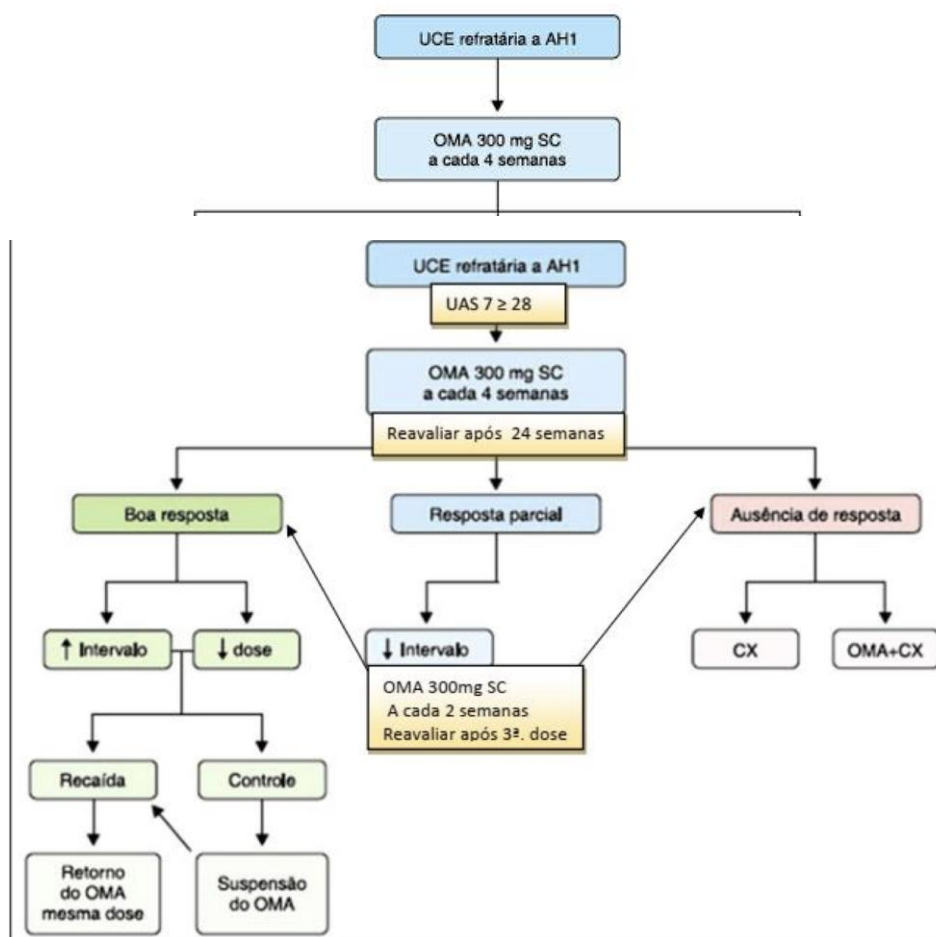 UCE refratária a AH1
OMA 300 mg SC
a cada 4 semanas
UCE refratária a AH1
UAS 7 ≥ 28
OMA 300 mg SC
a cada 4 semanas
Reavaliar após 24 semanas
Boa resposta
Resposta parcial
Ausência de resposta
↑ Intervalo
↓ dose
↓ Intervalo
CX
OMA+CX
OMA 300mg SC
A cada 2 semanas
Reavaliar após 3ª. dose
Recaída
Controle
Retorno
do OMA
mesma dose
Suspensão
do OMA